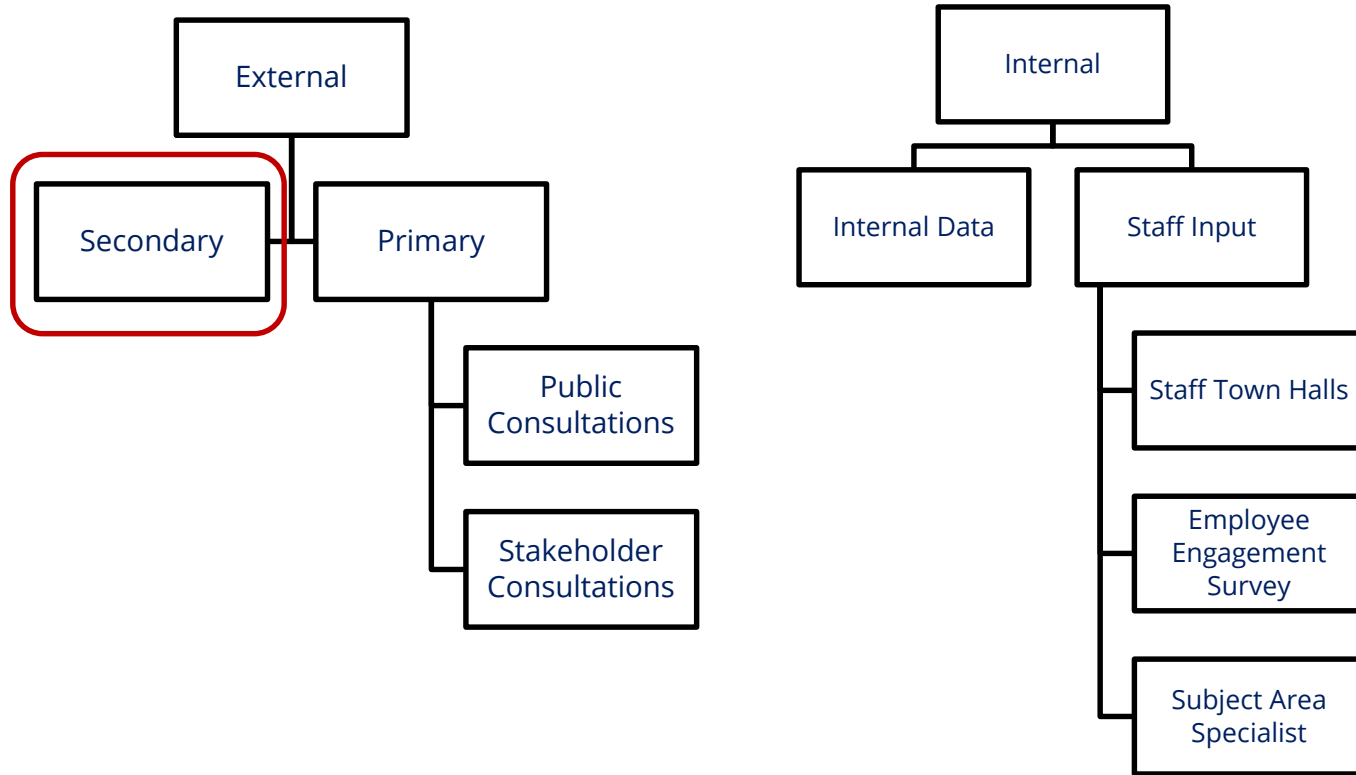 External
Secondary
Primary
Public
Consultations
Stakeholder
Consultations
Internal
Internal Data
Staff Input
Staff Town Halls
Employee
Engagement
Survey
Subject Area
Specialist